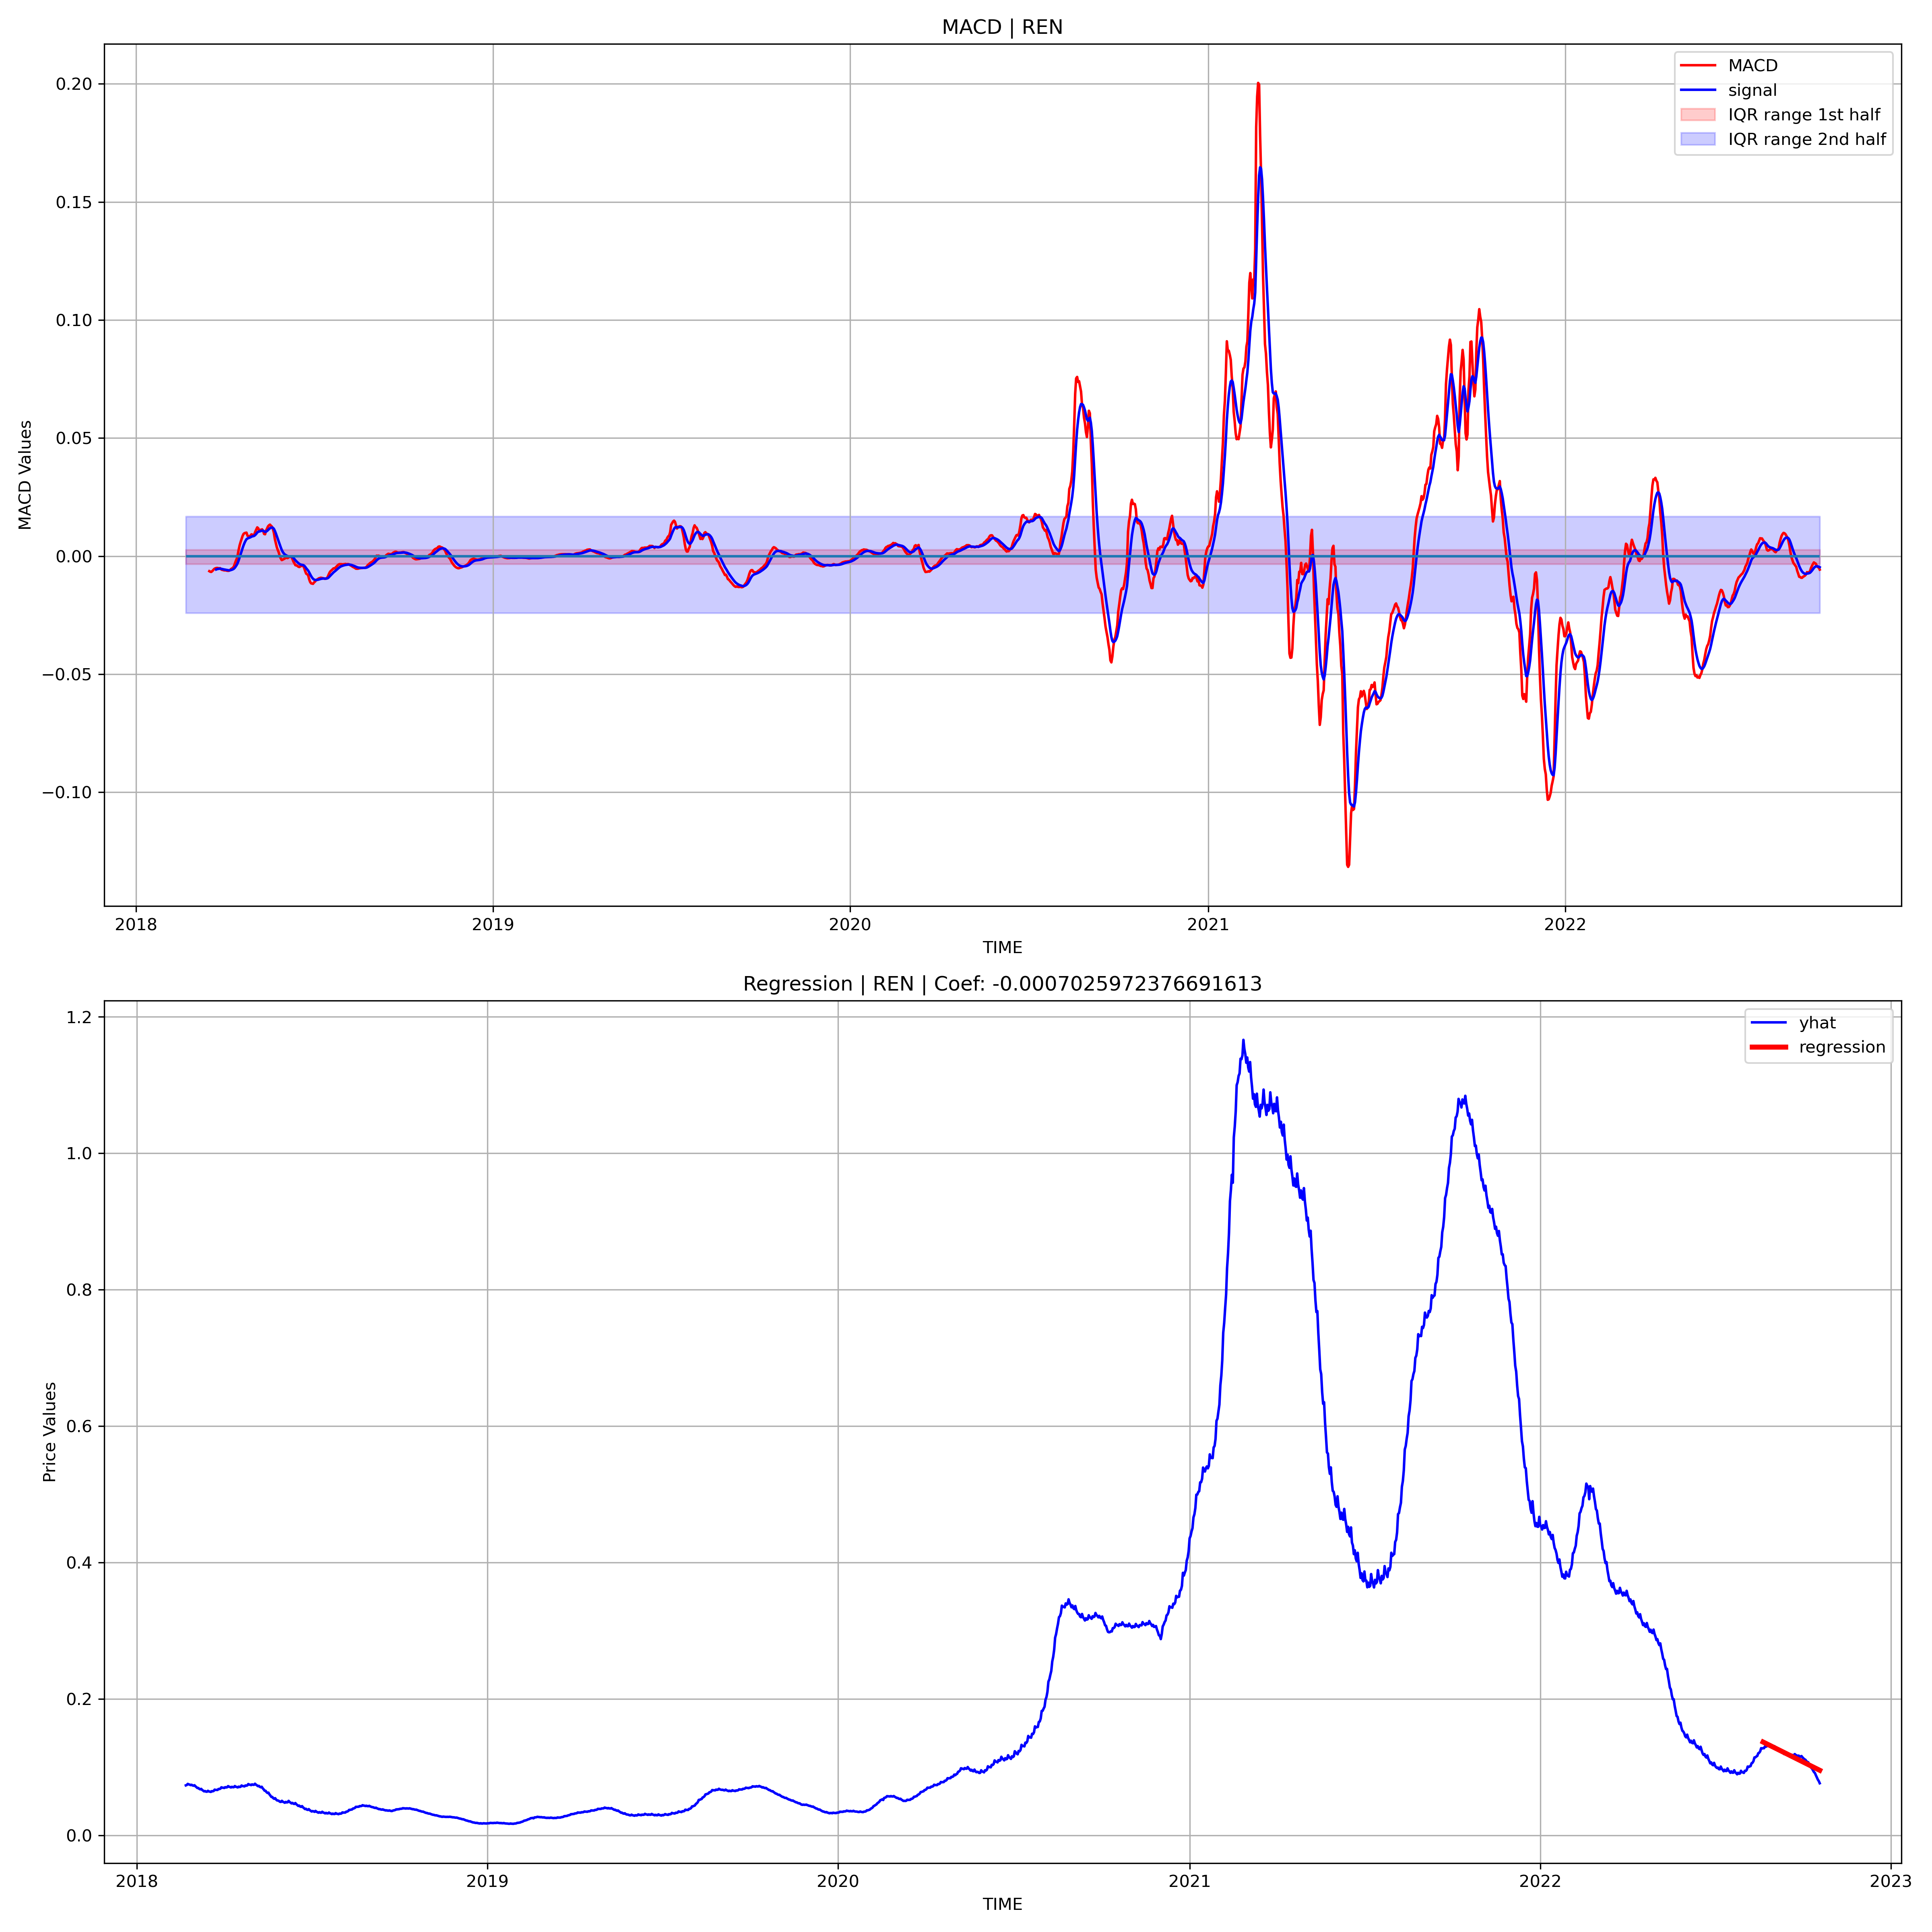 MACD | REN
MACD
signal
IQR range 1st half
IQR range 2nd half
MACD Values
0.20
0.15
0.10
0.05
0.00
−0.05
−0.10
2018
2019
2020
2021
2022
TIME
Regression | REN | Coef: -0.0007025972376691613
yhat
regression
Price Values
1.2
1.0
0.8
0.6
0.4
0.2
0.0
2018
2019
2020
2021
2022
2023
TIME